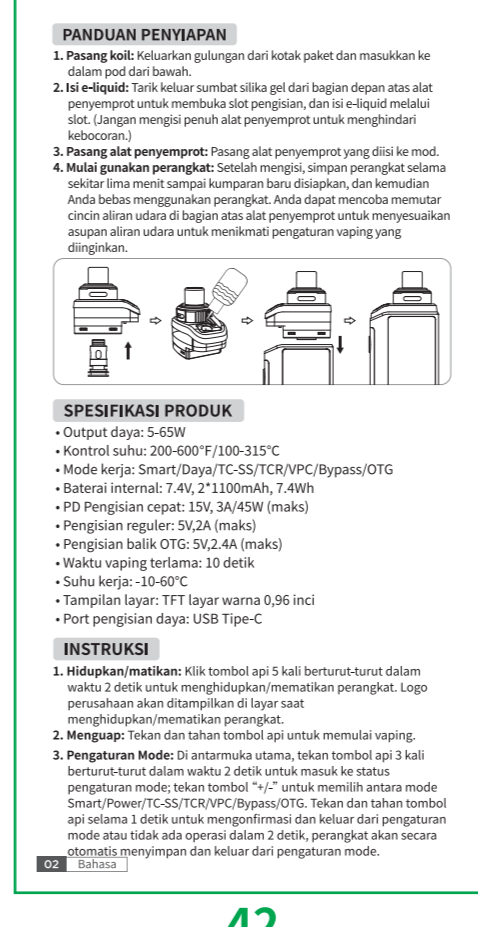 PANDUAN PENYIAPAN
1. Pasang koil: Keluarkan gulungan dari kotak paket dan masukkan ke
dalam pod dari bawah.
2. Isi e-liquid: Tarik keluar sumbat silika gel dari bagian depan atas alat
penyemprot untuk membuka slot pengisian, dan isi e-liquid melalui
slot. (Jangan mengisi penuh alat penyemprot untuk menghindari
kebocoran.)
3. Pasang alat penyemprot: Pasang alat penyemprot yang diisi ke mod.
4. Mulai gunakan perangkat: Setelah mengisi, simpan perangkat selama
sekitar lima menit sampai kumparan baru disiapkan, dan kemudian
Anda bebas menggunakan perangkat. Anda dapat mencoba memutar
cincin aliran udara di bagian atas alat penyemprot untuk menyesuaikan
asupan aliran udara untuk menikmati pengaturan vaping yang
diinginkan.
SPESIFIKASI PRODUK
• Output daya: 5-65W
• Kontrol suhu: 200-600°F/100-315°C
• Mode kerja: Smart/Daya/TC-SS/TCR/VPC/Bypass/OTG
• Baterai internal: 7.4V, 2*1100mAh, 7.4Wh
• PD Pengisian cepat: 15V, 3A/45W (maks)
• Pengisian reguler: 5V,2A (maks)
• Pengisian balik OTG: 5V,2.4A (maks)
• Waktu vaping terlama: 10 detik
• Suhu kerja: -10-60°C
• Tampilan layar: TFT layar warna 0,96 inci
• Port pengisian daya: USB Tipe-C
INSTRUKSI
1. Hidupkan/matikan: Klik tombol api 5 kali berturut-turut dalam
waktu 2 detik untuk menghidupkan/mematikan perangkat. Logo
perusahaan akan ditampilkan di layar saat
menghidupkan/mematikan perangkat.
2. Menguap: Tekan dan tahan tombol api untuk memulai vaping.
3. Pengaturan Mode: Di antarmuka utama, tekan tombol api 3 kali
berturut-turut dalam waktu 2 detik untuk masuk ke status
pengaturan mode; tekan tombol “+/-” untuk memilih antara mode
Smart/Power/TC-SS/TCR/VPC/Bypass/OTG. Tekan dan tahan tombol
api selama 1 detik untuk mengonfirmasi dan keluar dari pengaturan
mode atau tidak ada operasi dalam 2 detik, perangkat akan secara
otomatis menyimpan dan keluar dari pengaturan mode.
02 Bahasa
42